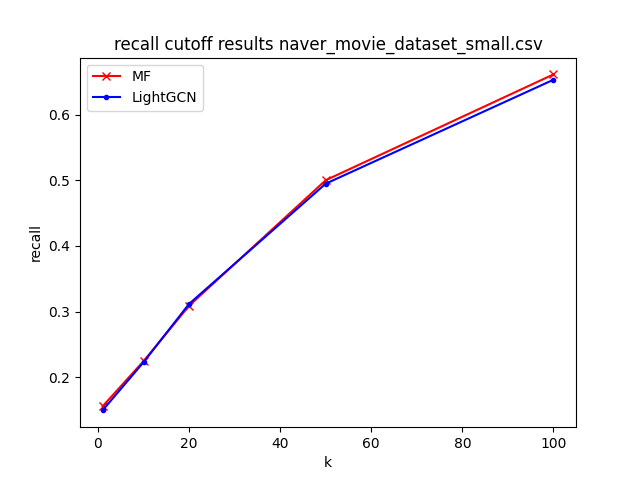 recall cutoff results naver_movie_dataset_small.csv
MF
LightGCN
recall
0.6
0.5
0.4
0.3
0.2
0 20 40 60 80 100
k